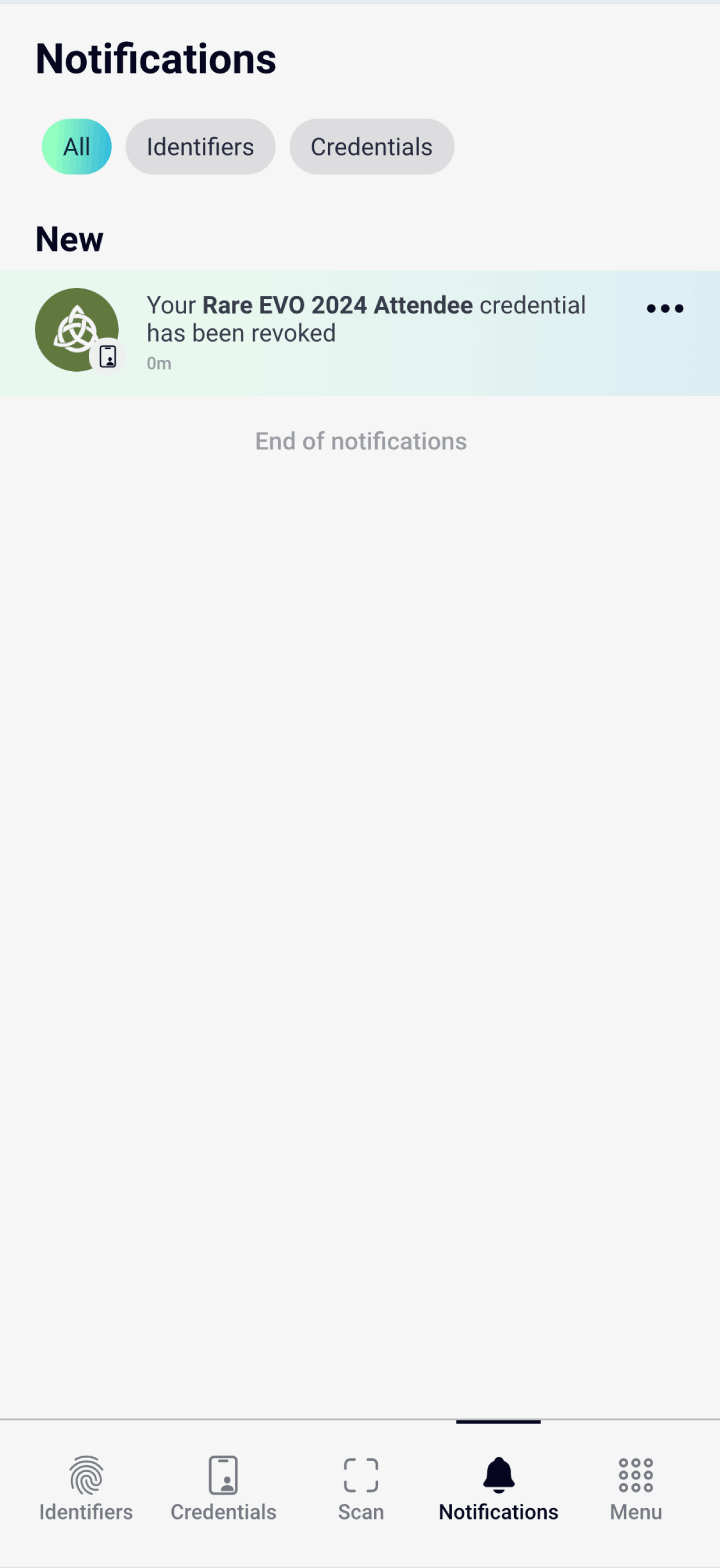 Notifications
All Identifiers Credentials
New
Your Rare EVO 2024 Attendee credential
has been revoked
0m
End of notifications
Identifiers Credentials Scan Notifications Menu